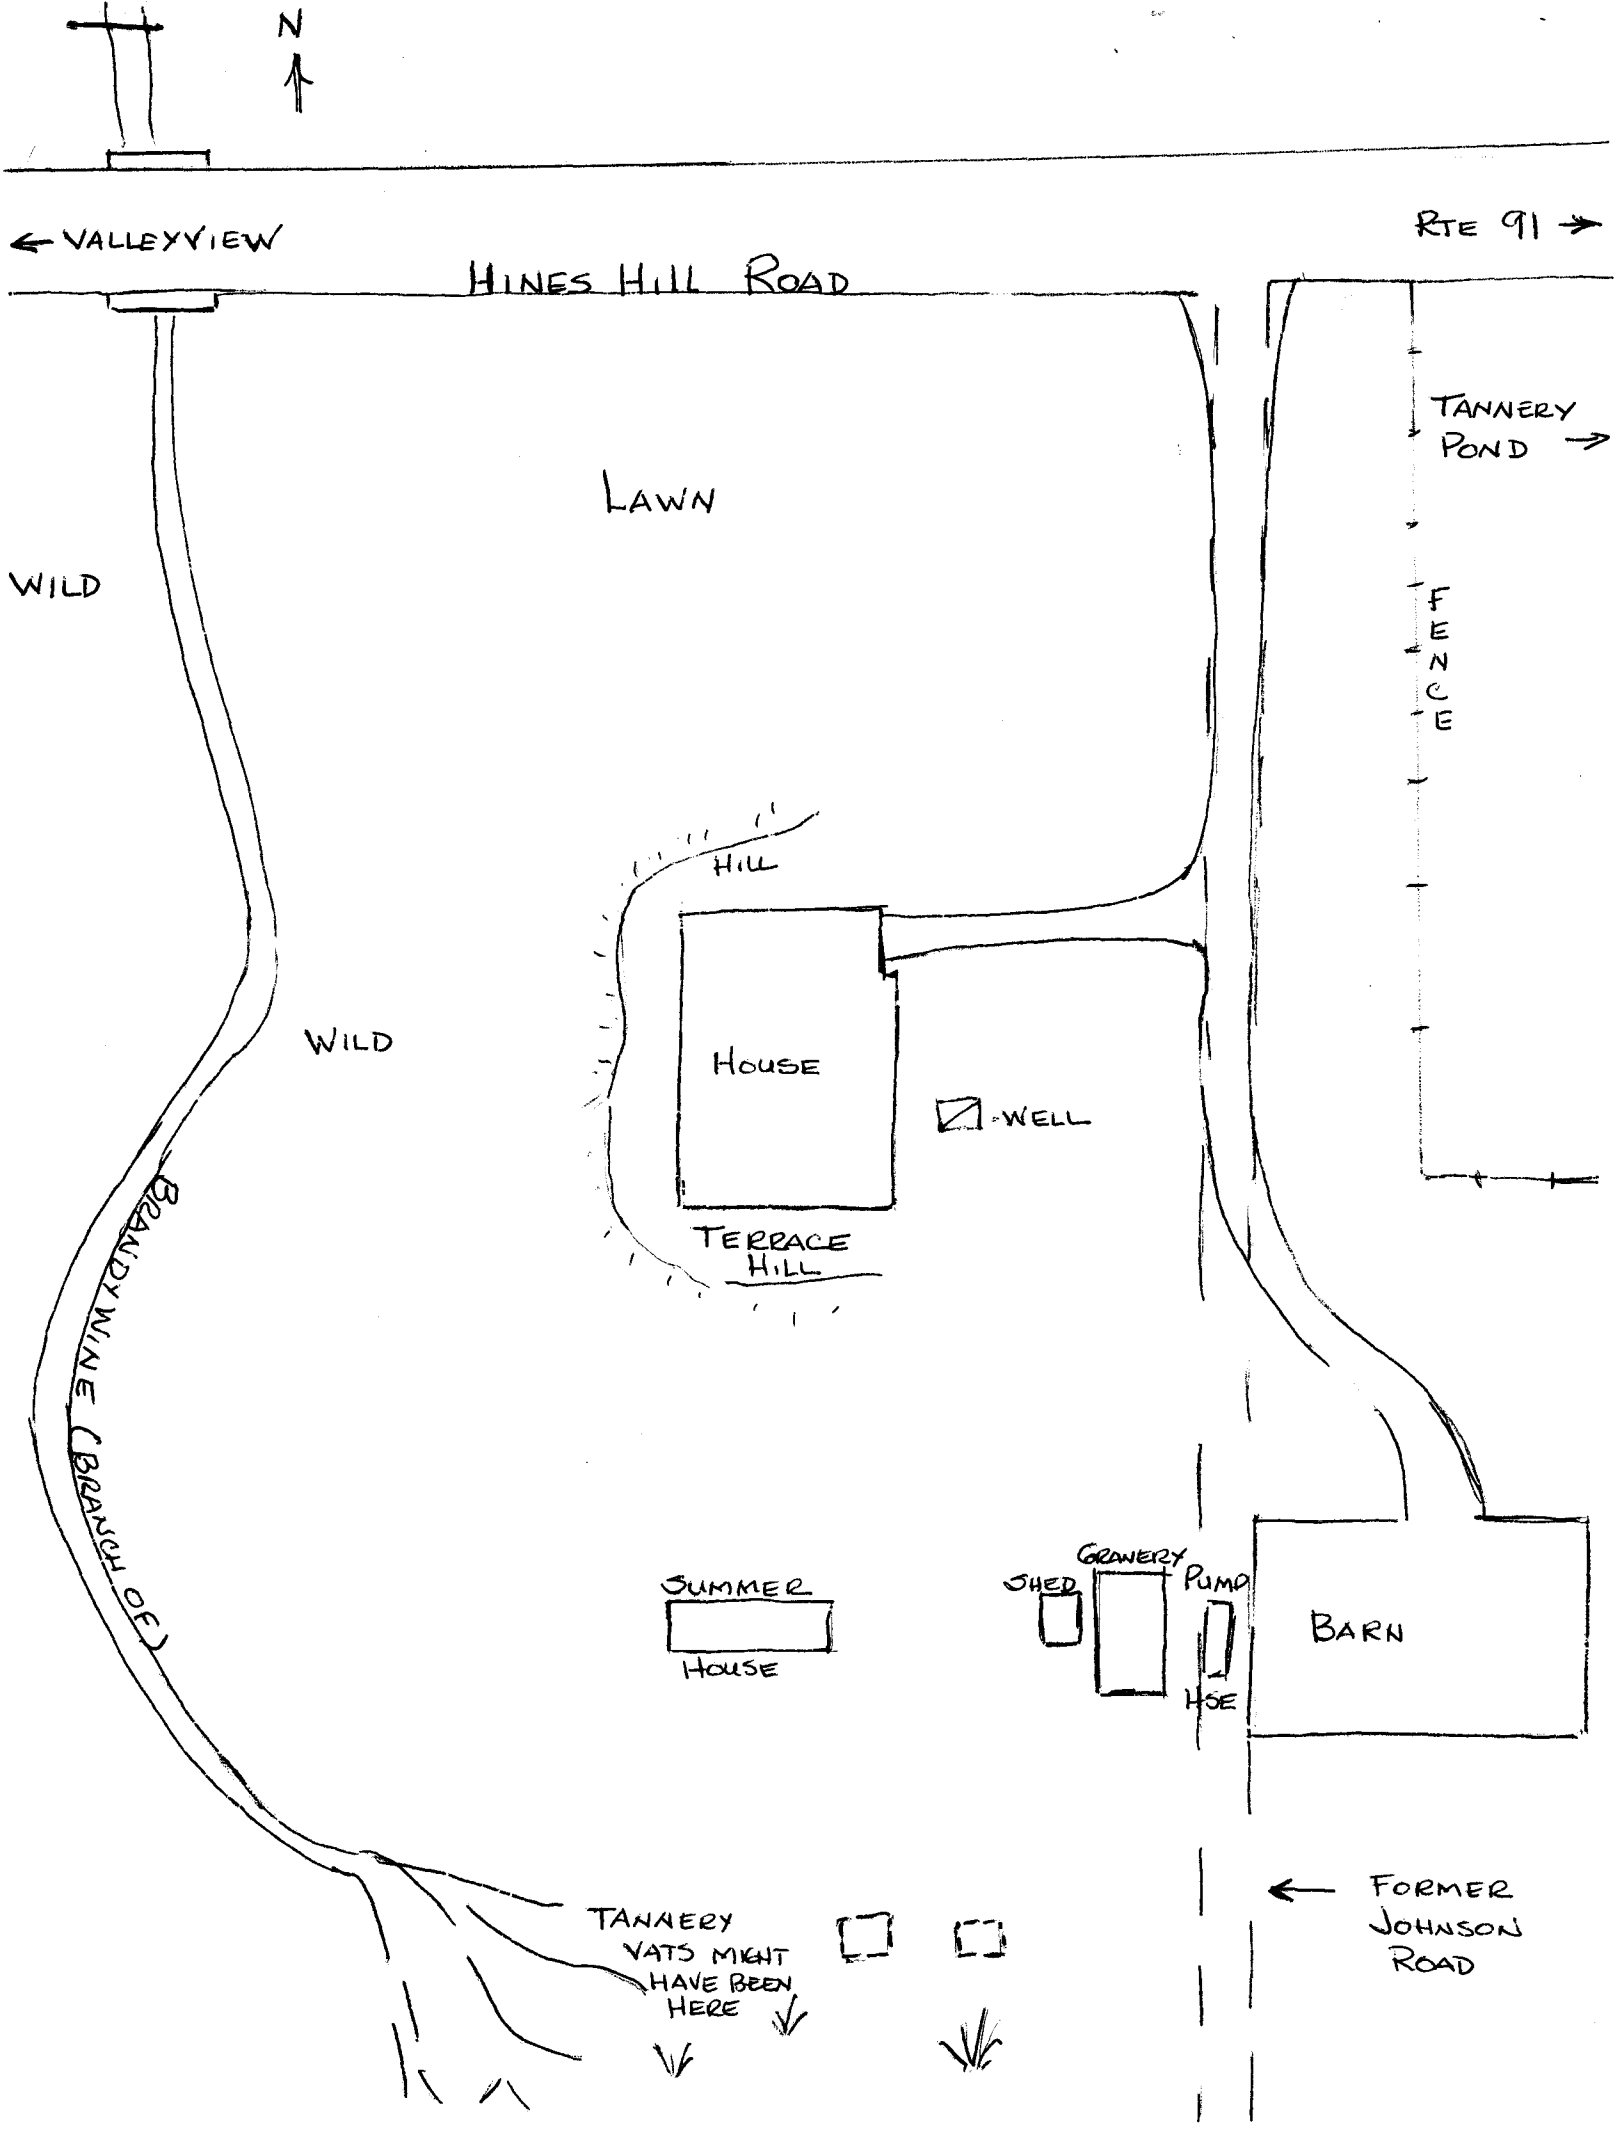 N
← VALLEYVIEW
RTE 91 →
HINES HILL ROAD
TANNERY
POND →
LAWN
WILD
FENCE
HILL
WILD
HOUSE
WELL
BRANDYWINE (BRANCH OF)
TERRACE
HILL
SUMMER
HOUSE
SHED
GRANERY
PUMP
HSE
BARN
TANNERY
VATS MIGHT
HAVE BEEN
HERE
← FORMER
JOHNSON
ROAD